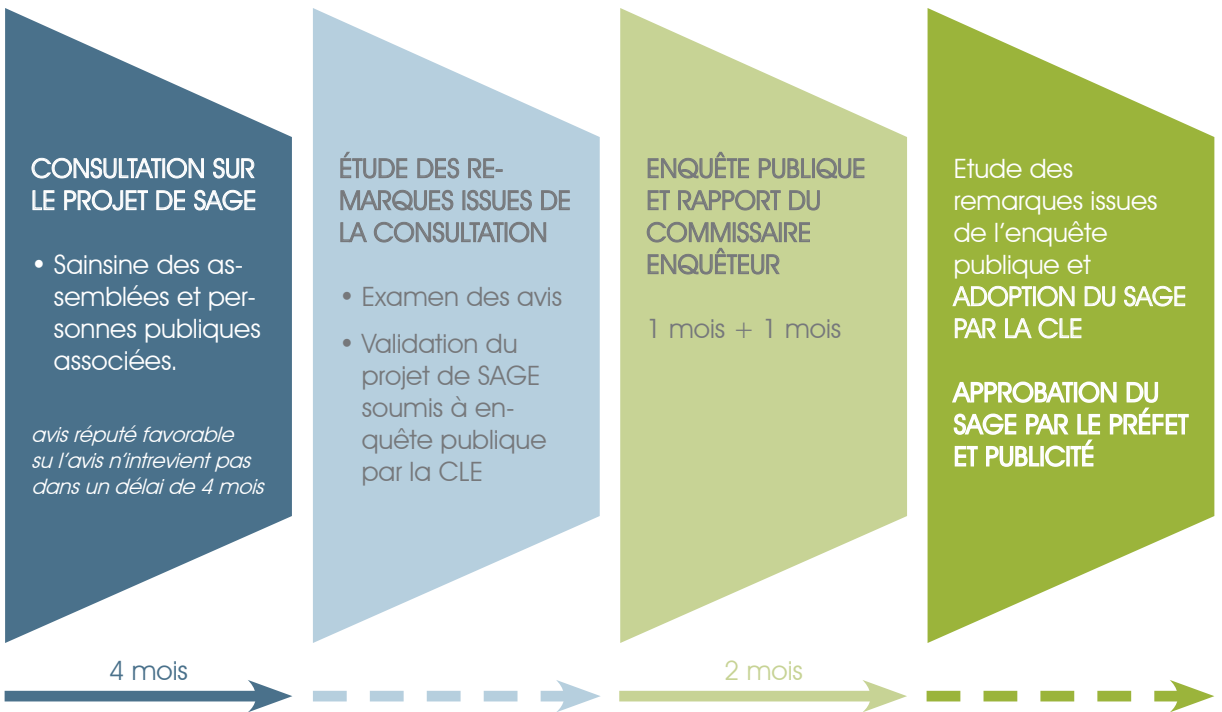 CONSULTATION SUR
LE PROJET DE SAGE
• Sainsine des as-
semblées et per-
sonnes publiques
associées.
avis réputé favorable
su l'avis n'intrevient pas
dans un délai de 4 mois
ÉTUDE DES RE-
MARQUES ISSUES DE
LA CONSULTATION
• Examen des avis
• Validation du
projet de SAGE
soumis à en-
quête publique
par la CLE
ENQUÊTE PUBLIQUE
ET RAPPORT DU
COMMISSAIRE
ENQUÊTEUR
1 mois + 1 mois
Etude des
remarques issues
de l'enquête
publique et
ADOPTION DU SAGE
PAR LA CLE
APPROBATION DU
SAGE PAR LE PRÉFET
ET PUBLICITÉ
4 mois
2 mois